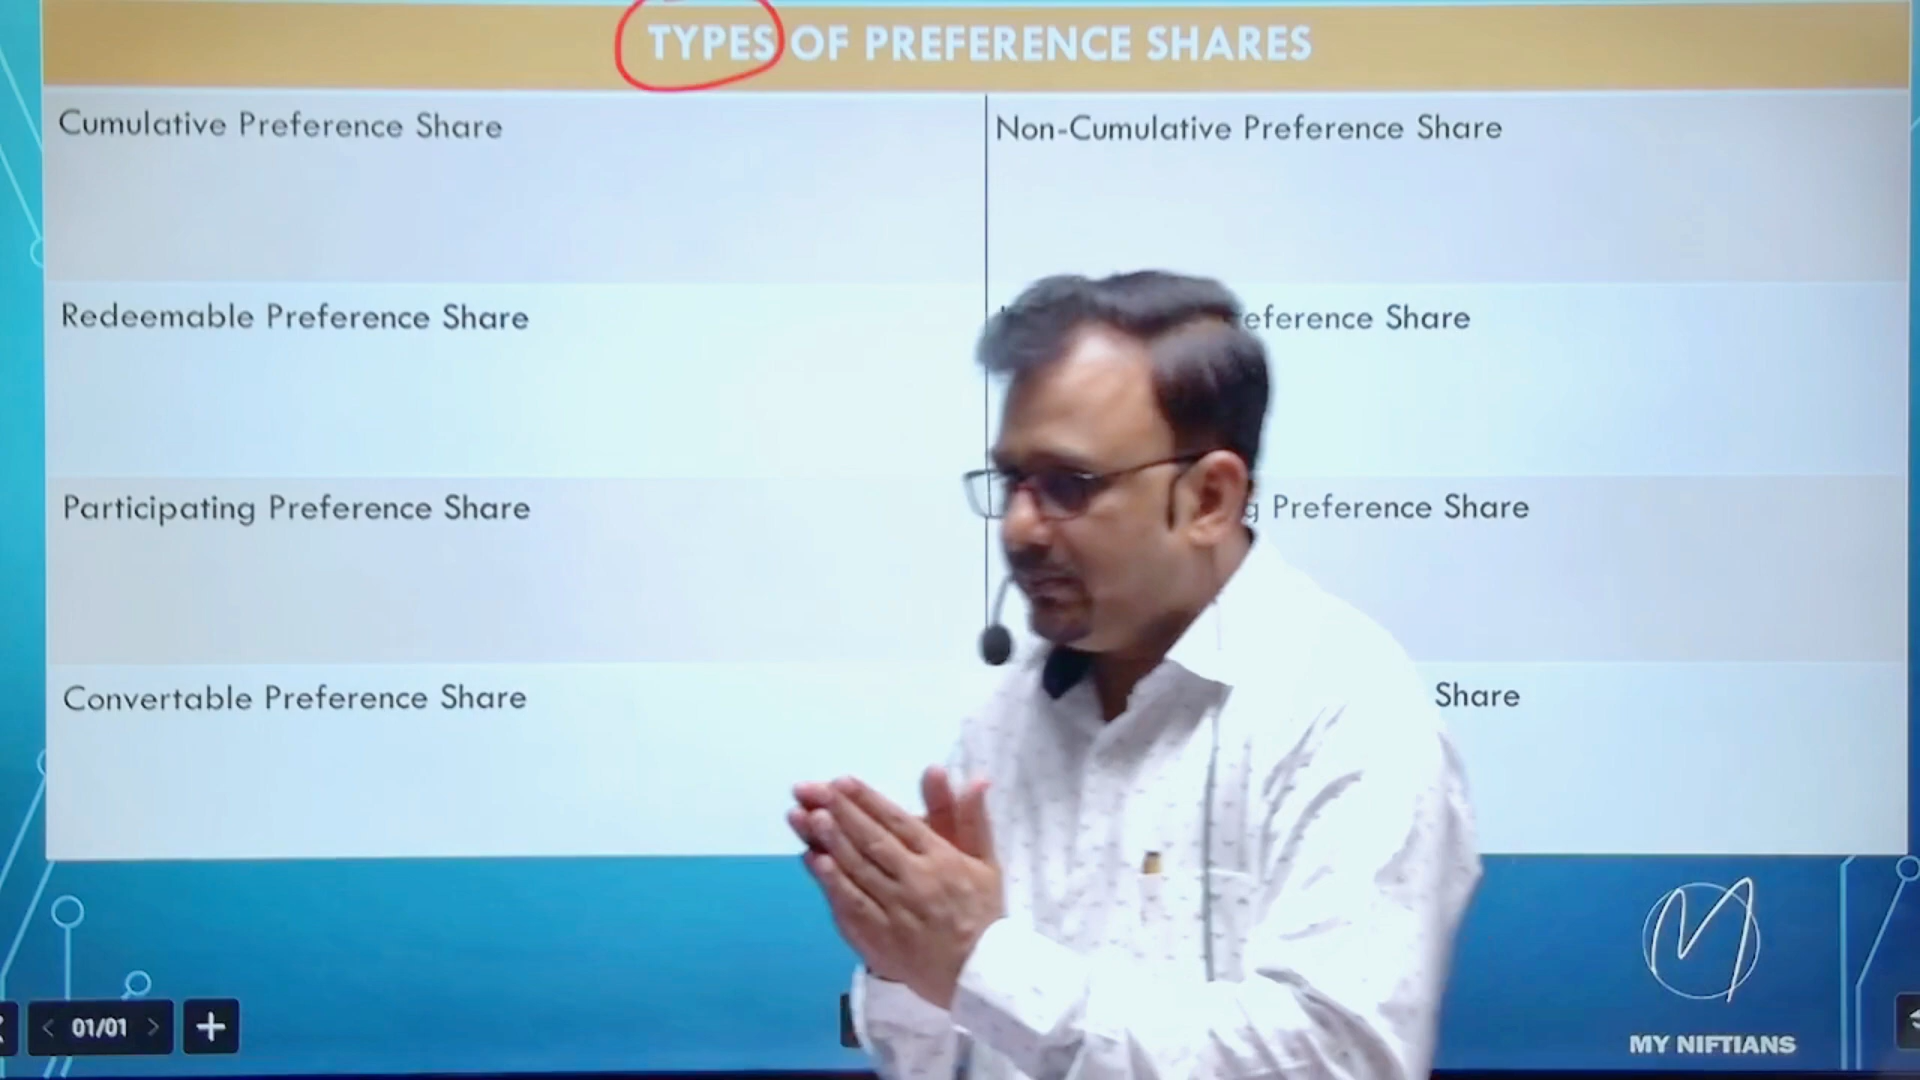 TYPES OF PREFERENCE SHARES
Cumulative Preference Share
Non-Cumulative Preference Share
Redeemable Preference Share
Share
Participating Preference Share
Preference Share
Convertable Preference Share
Share
01/01
MY NIFTIANS